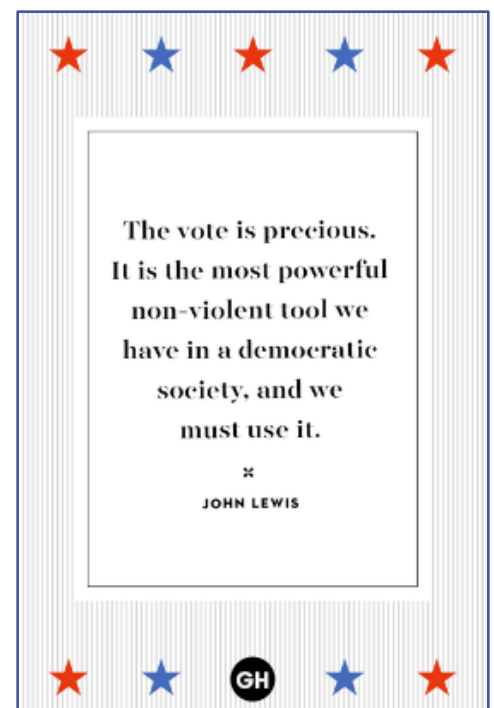 The vote is precious.
It is the most powerful
non-violent tool we
have in a democratic
society, and we
must use it.
JOHN LEWIS
GH